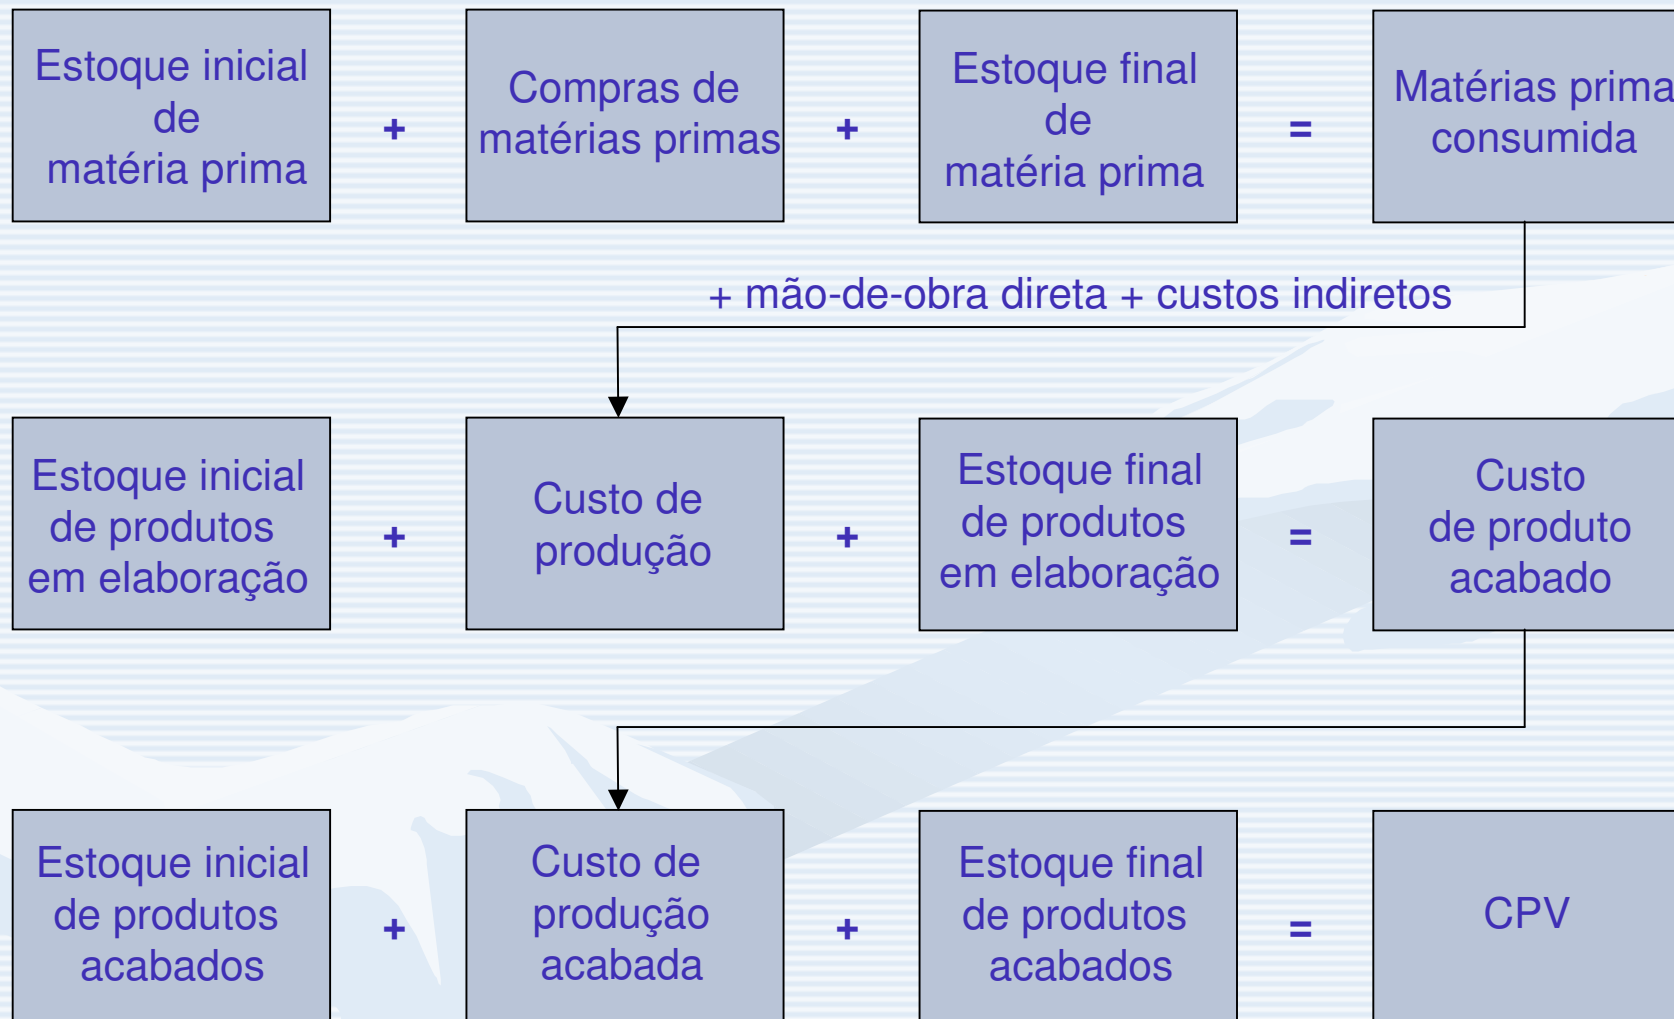 Estoque inicial
de
matéria prima
+
Compras de
matérias primas
+
Estoque final
de
matéria prima
=
Matérias prima
consumida
+ mão-de-obra direta + custos indiretos
Estoque inicial
de produtos
em elaboração
+
Custo de
produção
+
Estoque final
de produtos
em elaboração
=
Custo
de produto
acabado
Estoque inicial
de produtos
acabados
+
Custo de
produção
acabada
+
Estoque final
de produtos
acabados
=
CPV